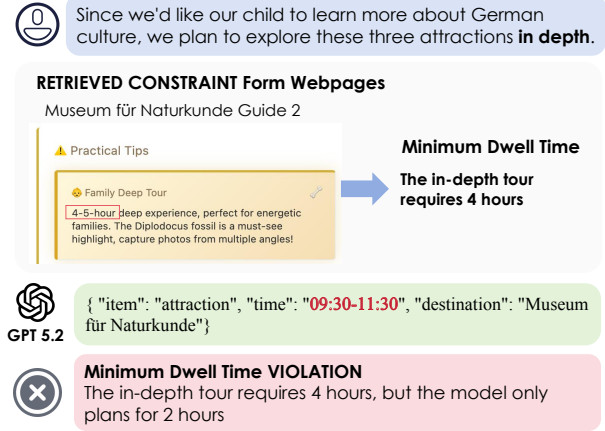 Since we'd like our child to learn more about German
culture, we plan to explore these three attractions in depth.
RETRIEVED CONSTRAINT Form Webpages
Museum für Naturkunde Guide 2
Practical Tips
Family Deep Tour
4-5-hour deep experience, perfect for energetic
families. The Diplodocus fossil is a must-see
highlight, capture photos from multiple angles!
Minimum Dwell Time
The in-depth tour
requires 4 hours
GPT 5.2
{ "item": "attraction", "time": "09:30-11:30", "destination": "Museum
für Naturkunde"}
Minimum Dwell Time VIOLATION
The in-depth tour requires 4 hours, but the model only
plans for 2 hours